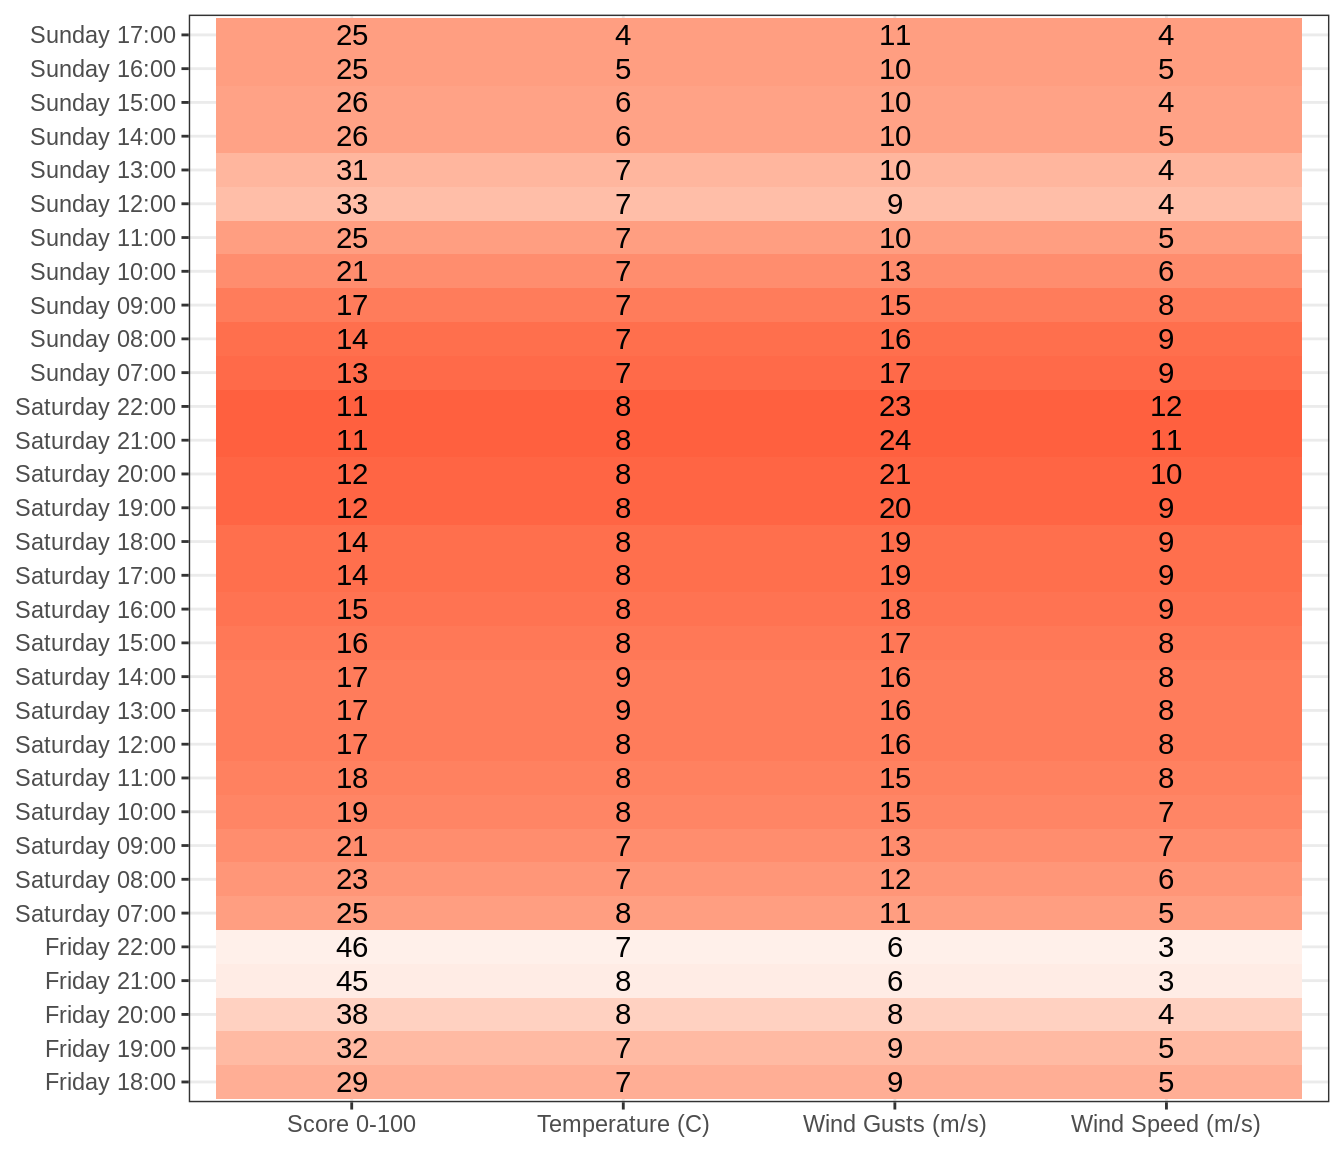 Sunday 17:00 25 4 11 4
Sunday 16:00 25 5 10 5
Sunday 15:00 26 6 10 4
Sunday 14:00 26 6 10 5
Sunday 13:00 31 7 10 4
Sunday 12:00 33 7 9 4
Sunday 11:00 25 7 10 5
Sunday 10:00 21 7 13 6
Sunday 09:00 17 7 15 8
Sunday 08:00 14 7 16 9
Sunday 07:00 13 7 17 9
Saturday 22:00 11 8 23 12
Saturday 21:00 11 8 24 11
Saturday 20:00 12 8 21 10
Saturday 19:00 12 8 20 9
Saturday 18:00 14 8 19 9
Saturday 17:00 14 8 19 9
Saturday 16:00 15 8 18 9
Saturday 15:00 16 8 17 8
Saturday 14:00 17 9 16 8
Saturday 13:00 17 9 16 8
Saturday 12:00 17 8 16 8
Saturday 11:00 18 8 15 8
Saturday 10:00 19 8 15 7
Saturday 09:00 21 7 13 7
Saturday 08:00 23 7 12 6
Saturday 07:00 25 8 11 5
Friday 22:00 46 7 6 3
Friday 21:00 45 8 6 3
Friday 20:00 38 8 8 4
Friday 19:00 32 7 9 5
Friday 18:00 29 7 9 5
Score 0-100 Temperature (C) Wind Gusts (m/s) Wind Speed (m/s)